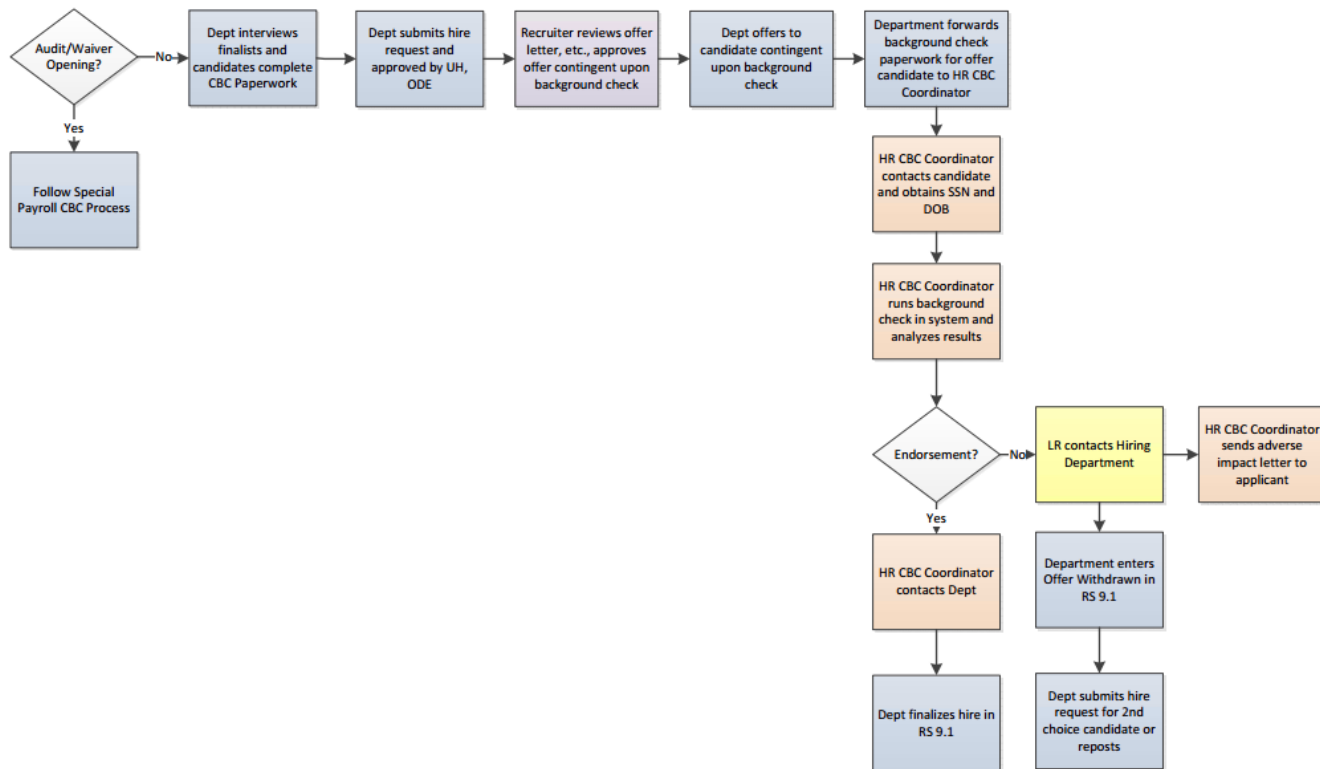 Audit/Waiver
Opening?
No
Dept interviews
finalists and
candidates complete
CBC Paperwork
Dept submits hire
request and
approved by UH,
ODE
Recruiter reviews offer
letter, etc., approves
offer contingent upon
background check
Dept offers to
candidate contingent
upon background
check
Department forwards
background check
paperwork for offer
candidate to HR CBC
Coordinator
Yes
Follow Special
Payroll CBC Process
HR CBC Coordinator
contacts candidate
and obtains SSN and
DOB
HR CBC Coordinator
runs background
check in system and
analyzes results
Endorsement?
No
LR contacts Hiring
Department
HR CBC Coordinator
sends adverse
impact letter to
applicant
Yes
HR CBC Coordinator
contacts Dept
Department enters
Offer Withdrawn in
RS 9.1
Dept finalizes hire in
RS 9.1
Dept submits hire
request for 2nd
choice candidate or
reposts